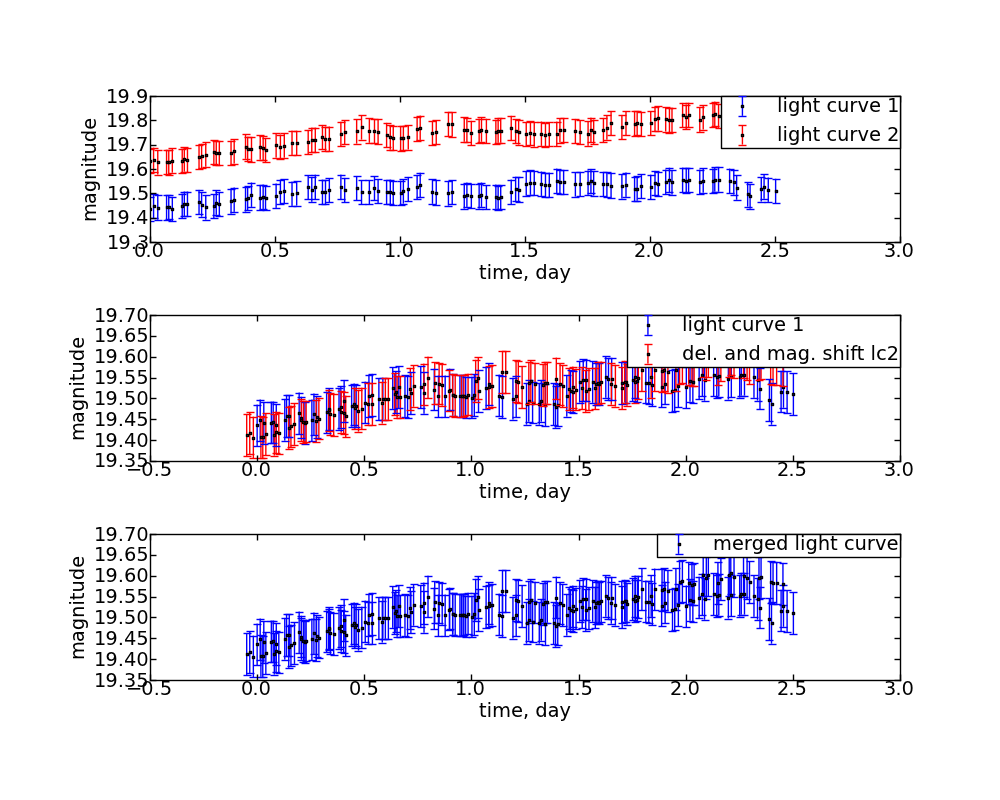 19.9
19.8
19.7
19.6
19.5
19.4
19.3
magnitude
light curve 1
light curve 2
0.0 0.5 1.0 1.5 2.0 2.5 3.0
time, day
19.70
19.65
19.60
19.55
19.50
19.45
19.40
19.35
magnitude
light curve 1
del. and mag. shift lc2
−0.5 0.0 0.5 1.0 1.5 2.0 2.5 3.0
time, day
19.70
19.65
19.60
19.55
19.50
19.45
19.40
19.35
magnitude
merged light curve
−0.5 0.0 0.5 1.0 1.5 2.0 2.5 3.0
time, day